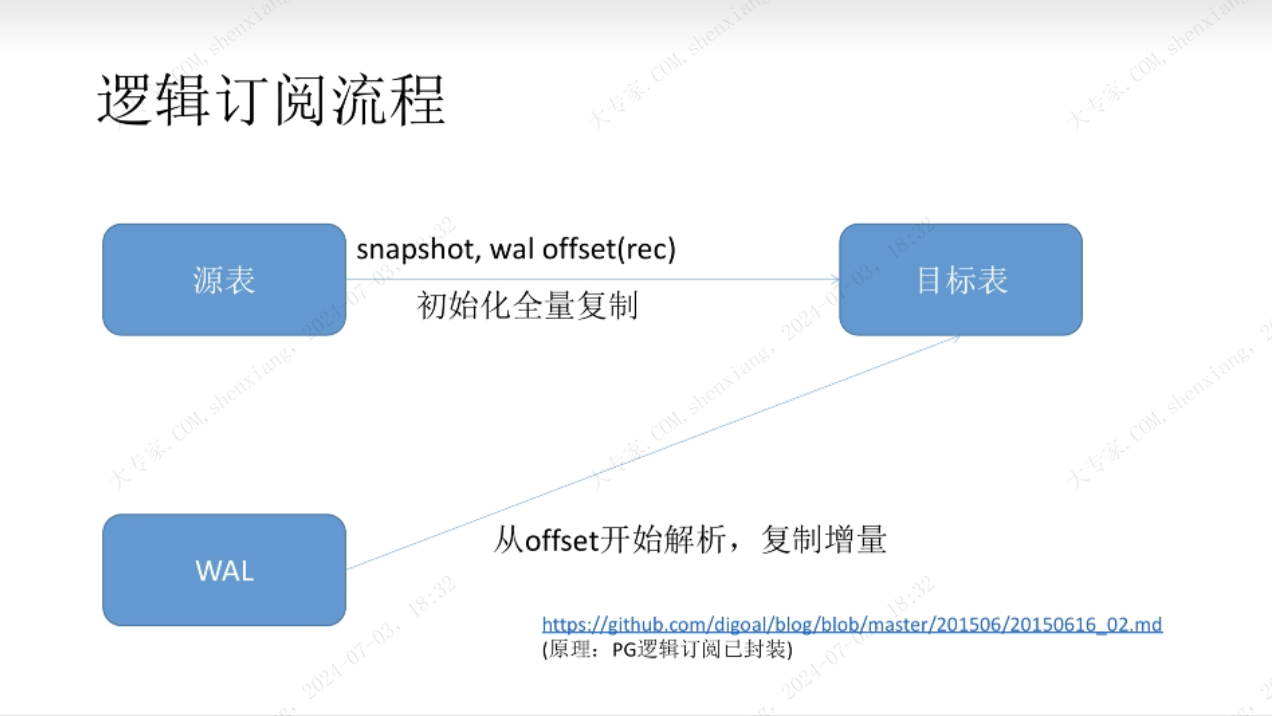 逻辑订阅流程
源表
snapshot, wal offset(rec)
初始化全量复制
目标表
WAL
从offset开始解析，复制增量
https://github.com/digoal/blog/blob/master/201506/20150616_02.md
(原理：PG逻辑订阅已封装)
大专家.COM, shenxiang, 2024-07-03, 18:32